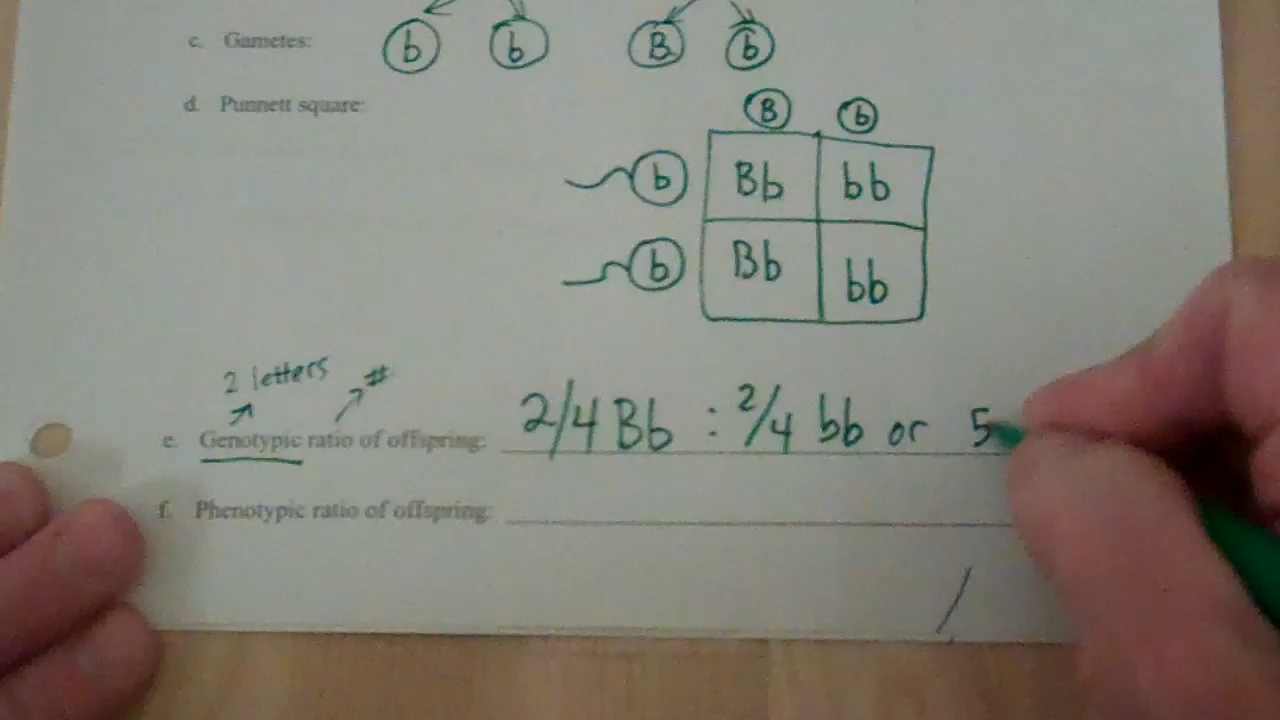 c. Gametes: b b B b
d. Punnett square:
B b
b Bb bb
b Bb bb
2 letters #
e. Genotypic ratio of offspring: 2/4 Bb : 2/4 bb or 5
f. Phenotypic ratio of offspring: